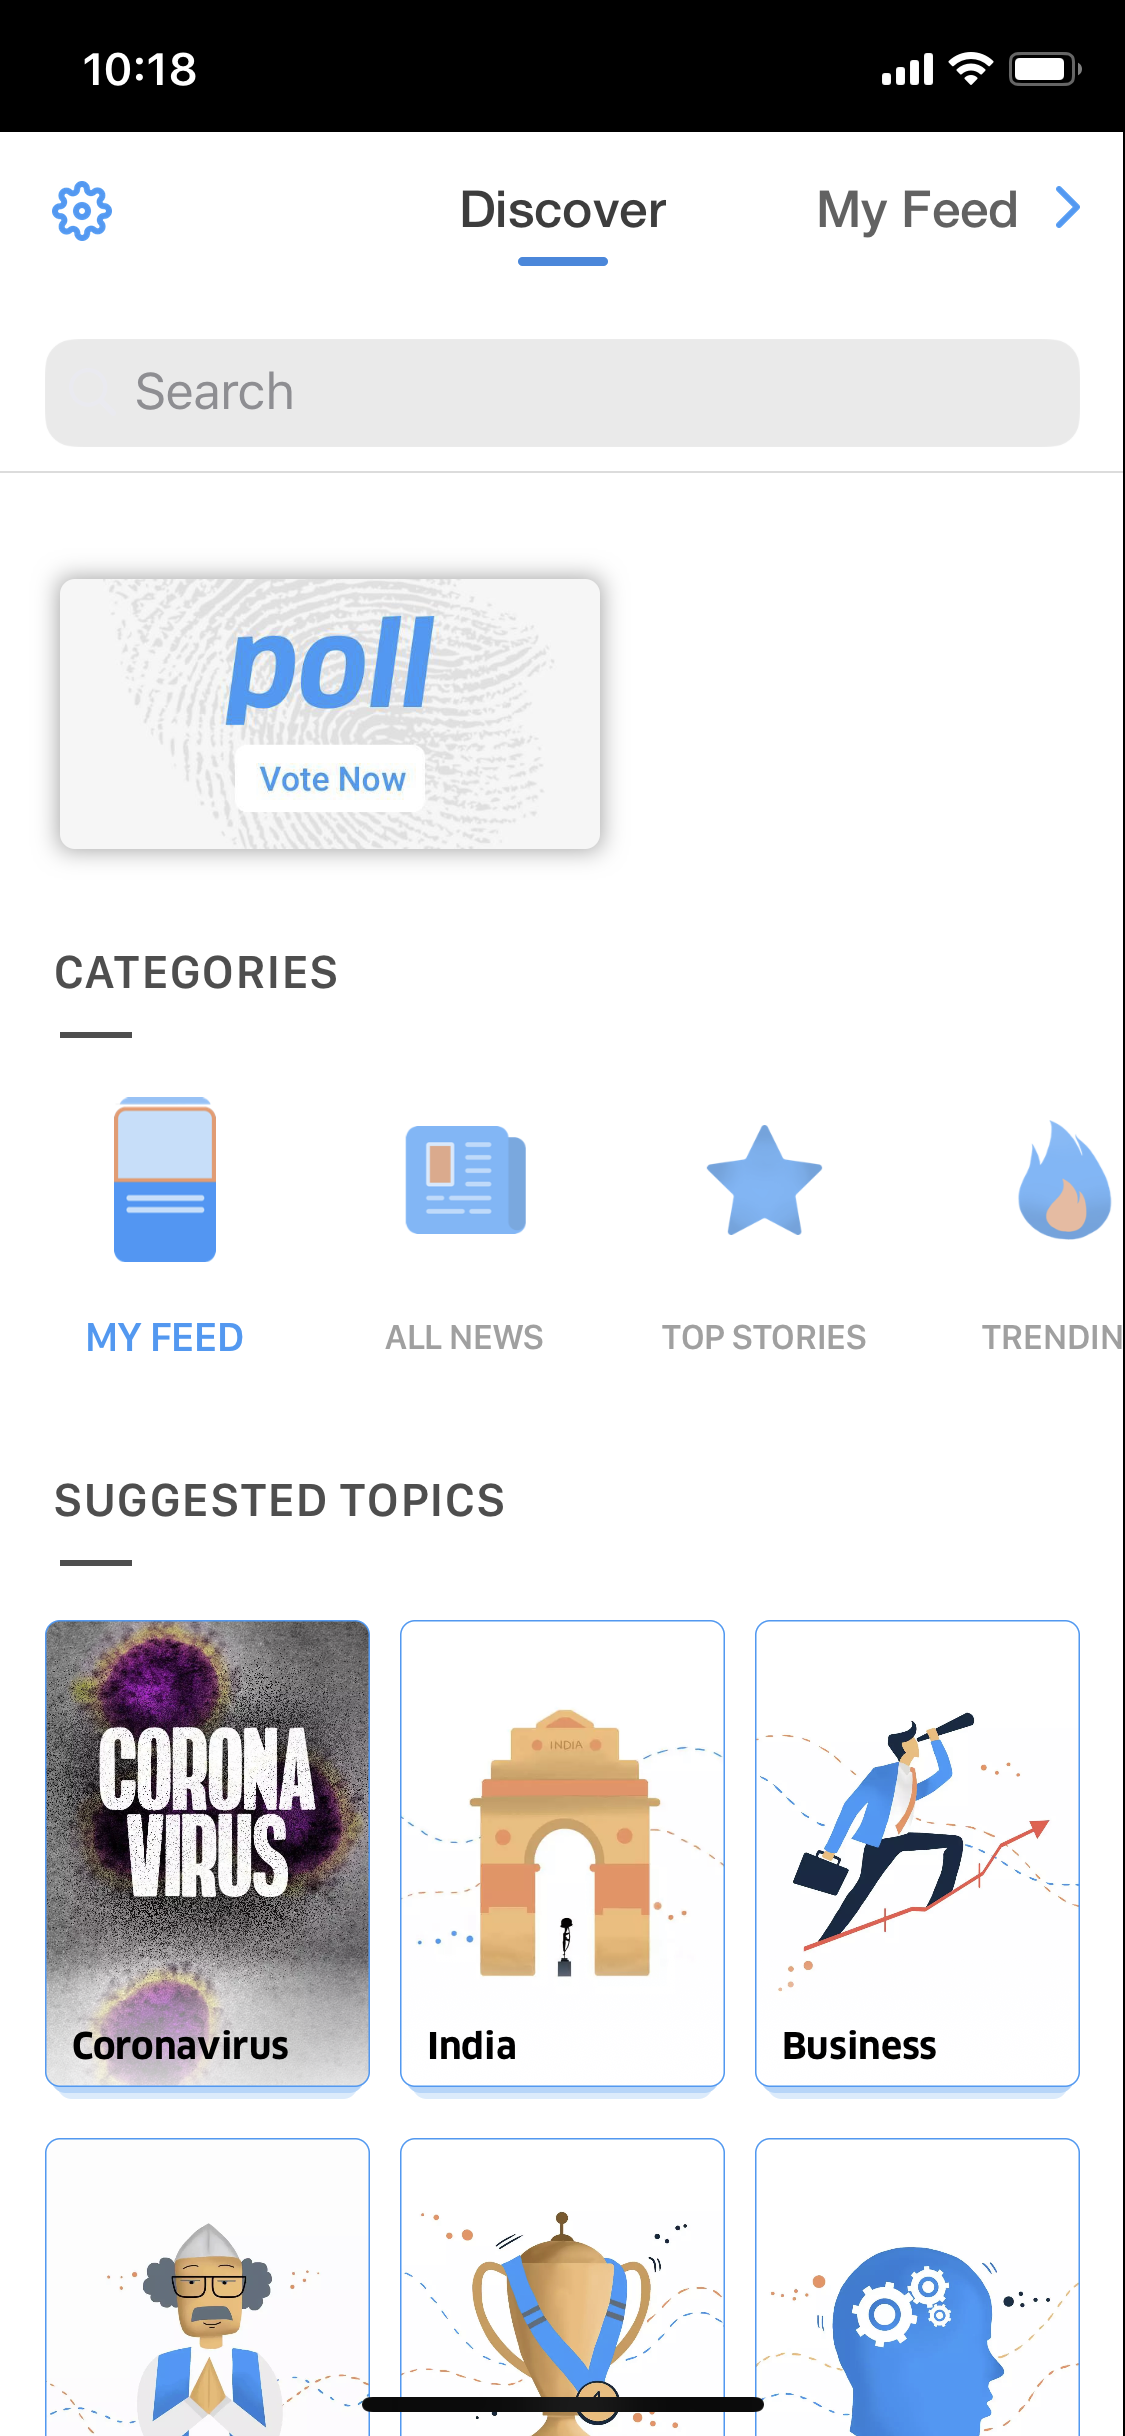 10:18
Discover
My Feed
Search
poll
Vote Now
CATEGORIES
MY FEED
ALL NEWS
TOP STORIES
TRENDIN
SUGGESTED TOPICS
CORONA
VIRUS
INDIA
Coronavirus
India
Business